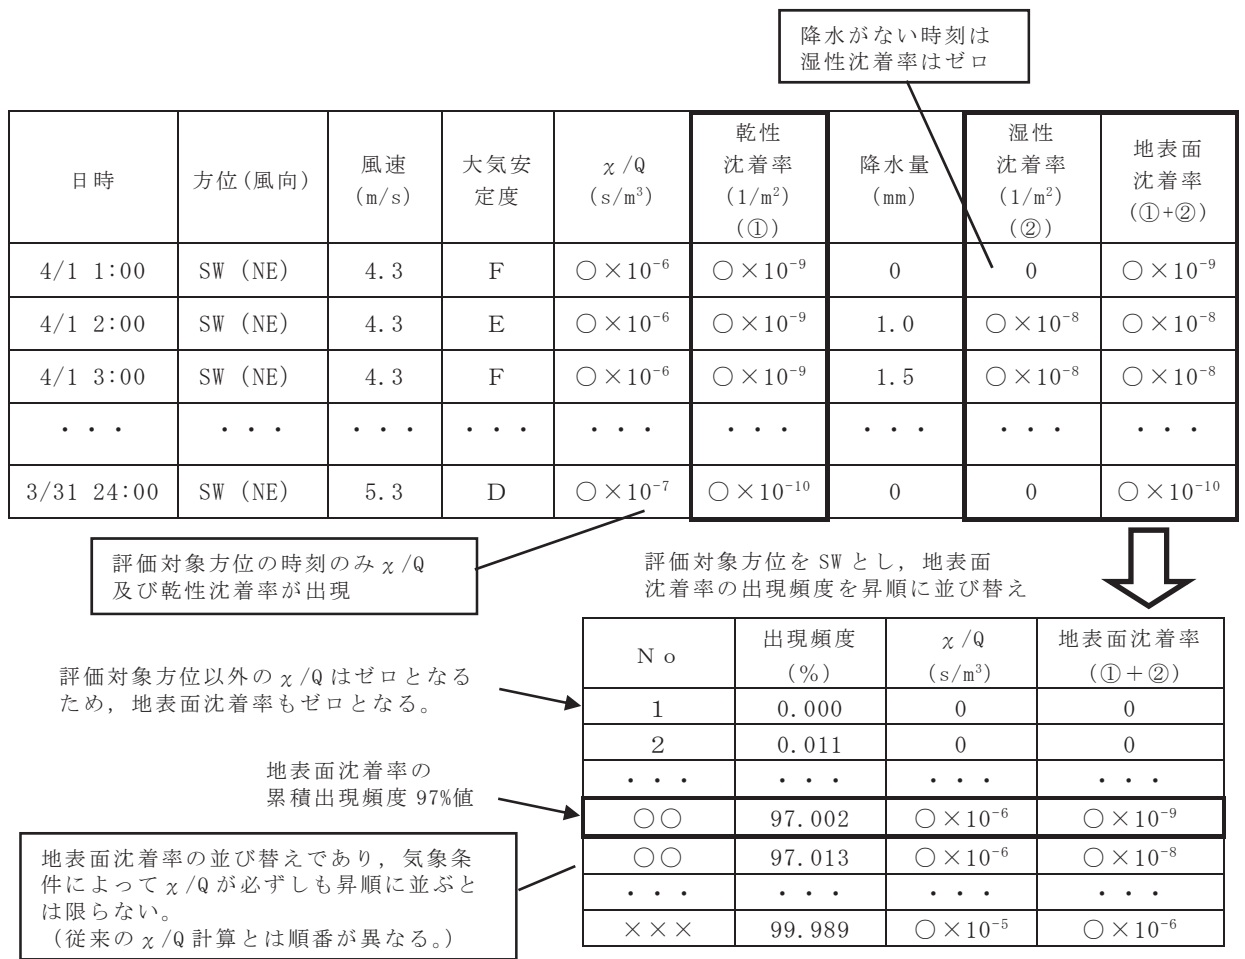 降水がない時刻は
湿性沈着率はゼロ
日時 方位(風向) 風速 (m/s) 大気安定度 χ/Q (s/m³) 乾性沈着率 (1/m²) (①) 降水量 (mm) 湿性沈着率 (1/m²) (②) 地表面沈着率 (①+②)
4/1 1:00 SW (NE) 4.3 F ○×10⁻⁶ ○×10⁻⁹ 0 0 ○×10⁻⁹
4/1 2:00 SW (NE) 4.3 E ○×10⁻⁶ ○×10⁻⁹ 1.0 ○×10⁻⁸ ○×10⁻⁸
4/1 3:00 SW (NE) 4.3 F ○×10⁻⁶ ○×10⁻⁹ 1.5 ○×10⁻⁸ ○×10⁻⁸
・・・ ・・・ ・・・ ・・・ ・・・ ・・・ ・・・ ・・・ ・・・
3/31 24:00 SW (NE) 5.3 D ○×10⁻⁷ ○×10⁻¹⁰ 0 0 ○×10⁻¹⁰
評価対象方位の時刻のみχ/Q
及び乾性沈着率が出現
評価対象方位を SW とし，地表面
沈着率の出現頻度を昇順に並び替え
No 出現頻度 (%) χ/Q (s/m³) 地表面沈着率 (①＋②)
1 0.000 0 0
2 0.011 0 0
・・・ ・・・ ・・・ ・・・
○○ 97.002 ○×10⁻⁶ ○×10⁻⁹
○○ 97.013 ○×10⁻⁶ ○×10⁻⁸
・・・ ・・・ ・・・ ・・・
××× 99.989 ○×10⁻⁵ ○×10⁻⁶
評価対象方位以外のχ/Qはゼロとなる
ため，地表面沈着率もゼロとなる。
地表面沈着率の
累積出現頻度 97%値
地表面沈着率の並び替えであり，気象条
件によってχ/Qが必ずしも昇順に並ぶと
は限らない。
（従来のχ/Q計算とは順番が異なる。）